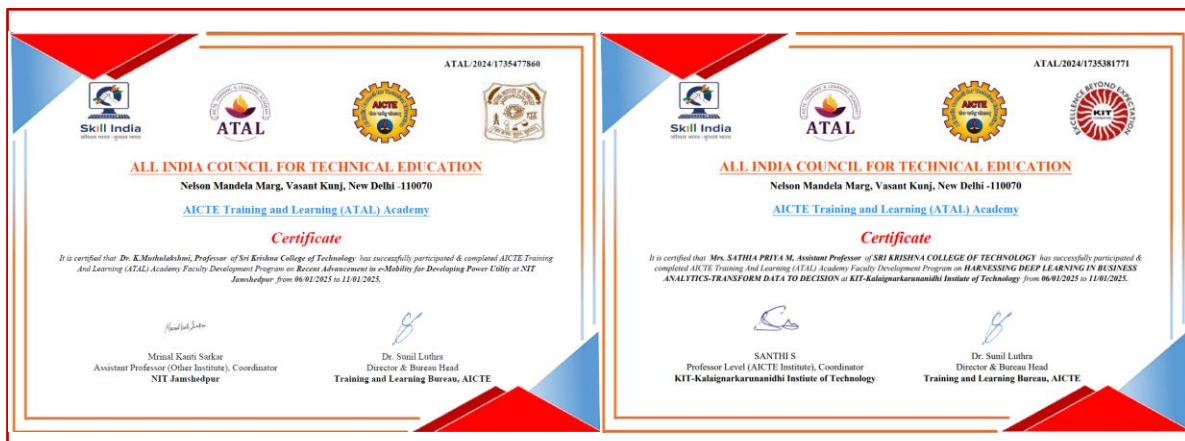 ATAL/2024/1735477860
Skill India
कौशल भारत - कुशल भारत
ATAL
AICTE
ALL INDIA COUNCIL FOR TECHNICAL EDUCATION
Nelson Mandela Marg, Vasant Kunj, New Delhi -110070
AICTE Training and Learning (ATAL) Academy
Certificate
It is certified that Dr. K.Muthulakshmi, Professor of Sri Krishna College of Technology has successfully participated & completed AICTE Training
And Learning (ATAL) Academy Faculty Development Program on Recent Advancement in e-Mobility for Developing Power Utility at NIT
Jamshedpur from 06/01/2025 to 11/01/2025.
Mrinal Kanti Sarkar
Assistant Professor (Other Institute), Coordinator
NIT Jamshedpur
Dr. Sunil Luthra
Director & Bureau Head
Training and Learning Bureau, AICTE
ATAL/2024/1735381771
Skill India
कौशल भारत - कुशल भारत
ATAL
AICTE
EXCELLENCE BEYOND EXPECTATION
KIT
ALL INDIA COUNCIL FOR TECHNICAL EDUCATION
Nelson Mandela Marg, Vasant Kunj, New Delhi -110070
AICTE Training and Learning (ATAL) Academy
Certificate
It is certified that Mrs. SATHIA PRIYA M, Assistant Professor of SRI KRISHNA COLLEGE OF TECHNOLOGY has successfully participated &
completed AICTE Training And Learning (ATAL) Academy Faculty Development Program on HARNESSING DEEP LEARNING IN BUSINESS
ANALYTICS-TRANSFORM DATA TO DECISION at KIT-Kalaignarkarunanidhi Instiute of Technology from 06/01/2025 to 11/01/2025.
SANTHI S
Professor Level (AICTE Institute), Coordinator
KIT-Kalaignarkarunanidhi Instiute of Technology
Dr. Sunil Luthra
Director & Bureau Head
Training and Learning Bureau, AICTE